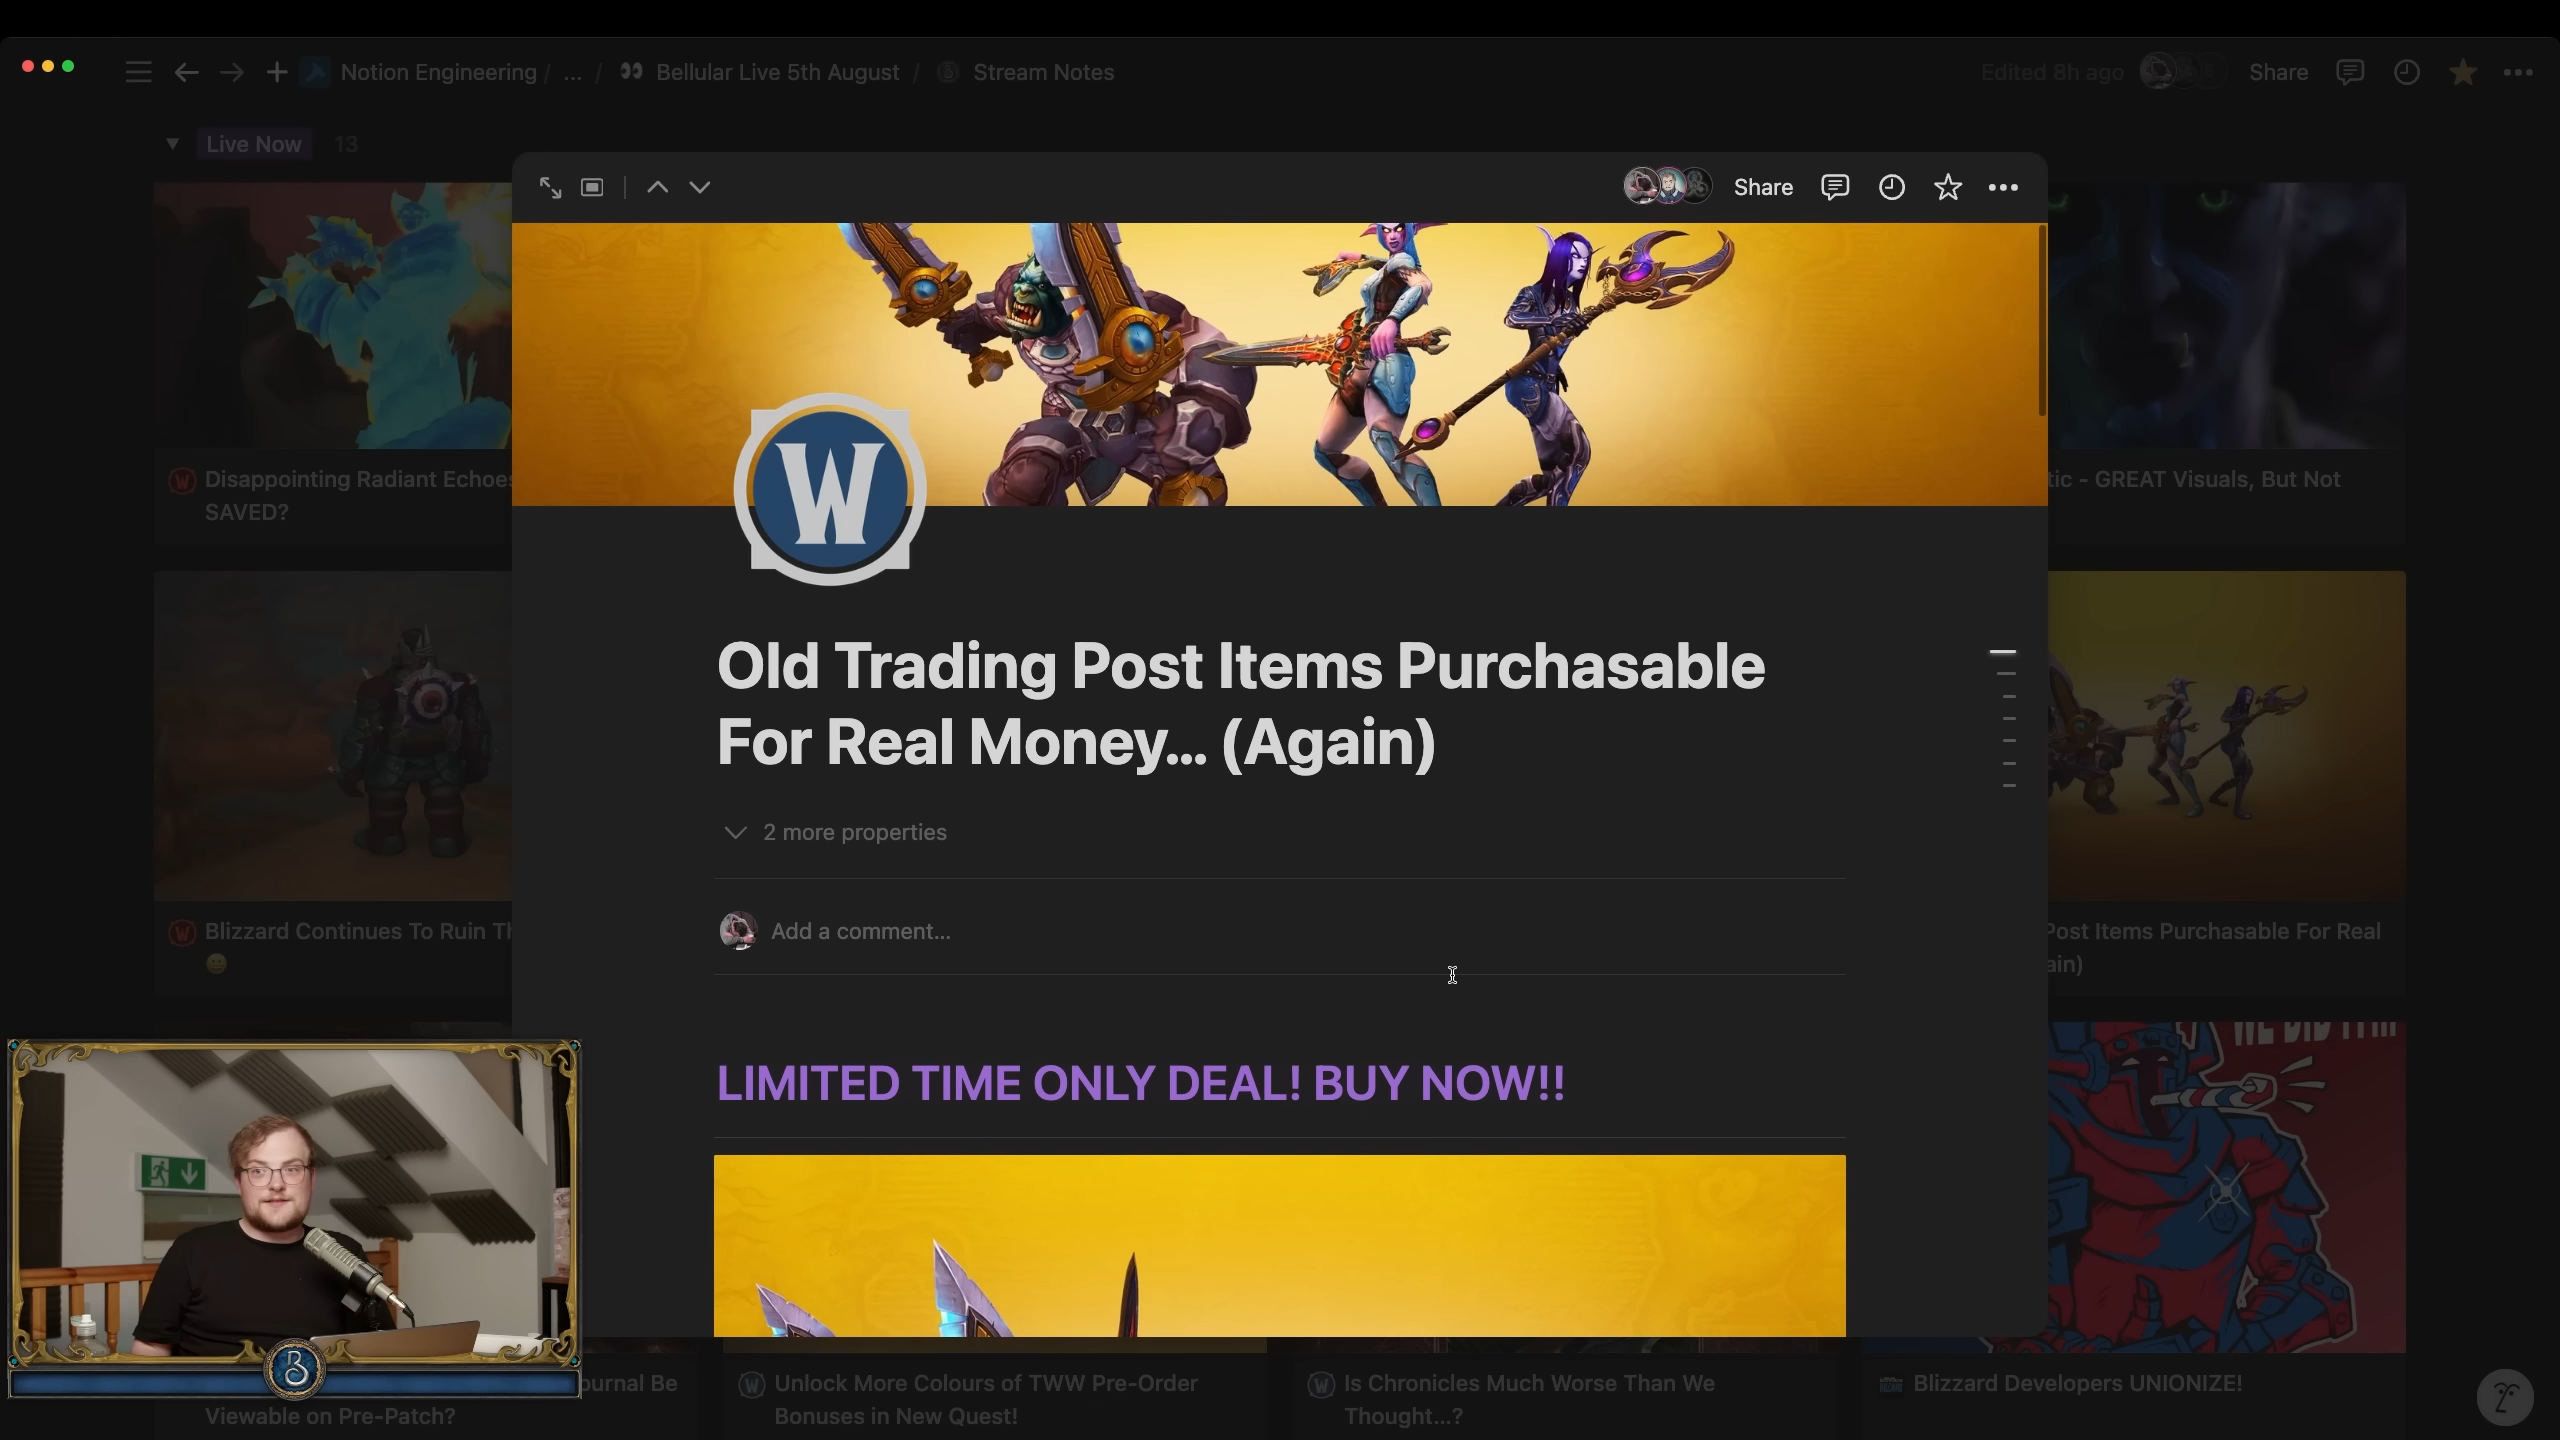 Notion Engineering / ... / 👀 Bellular Live 5th August / Stream Notes
Edited 8h ago
Share
Live Now 13
Share
Disappointing Radiant Echoes
SAVED?
tic - GREAT Visuals, But Not
Old Trading Post Items Purchasable
For Real Money... (Again)
2 more properties
Blizzard Continues To Ruin Th
Add a comment...
Post Items Purchasable For Real
ain)
LIMITED TIME ONLY DEAL! BUY NOW!!
WE DID IT!!!
ournal Be
Viewable on Pre-Patch?
Unlock More Colours of TWW Pre-Order
Bonuses in New Quest!
Is Chronicles Much Worse Than We
Thought...?
Blizzard Developers UNIONIZE!